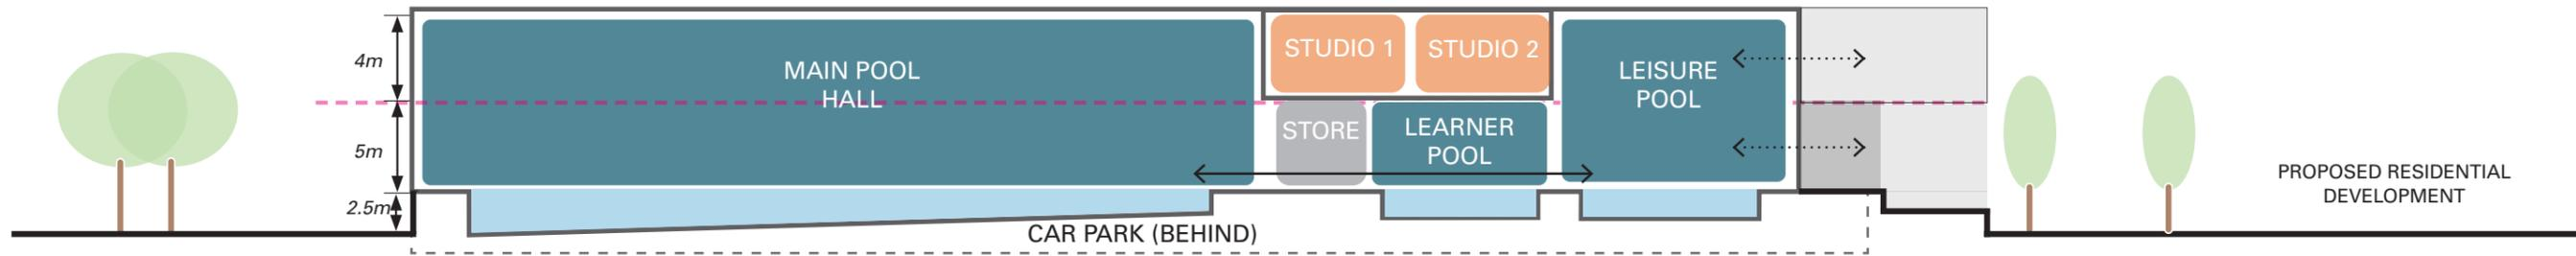 4m
5m
2.5m
MAIN POOL
HALL
STUDIO 1
STUDIO 2
STORE
LEARNER
POOL
LEISURE
POOL
CAR PARK (BEHIND)
PROPOSED RESIDENTIAL
DEVELOPMENT